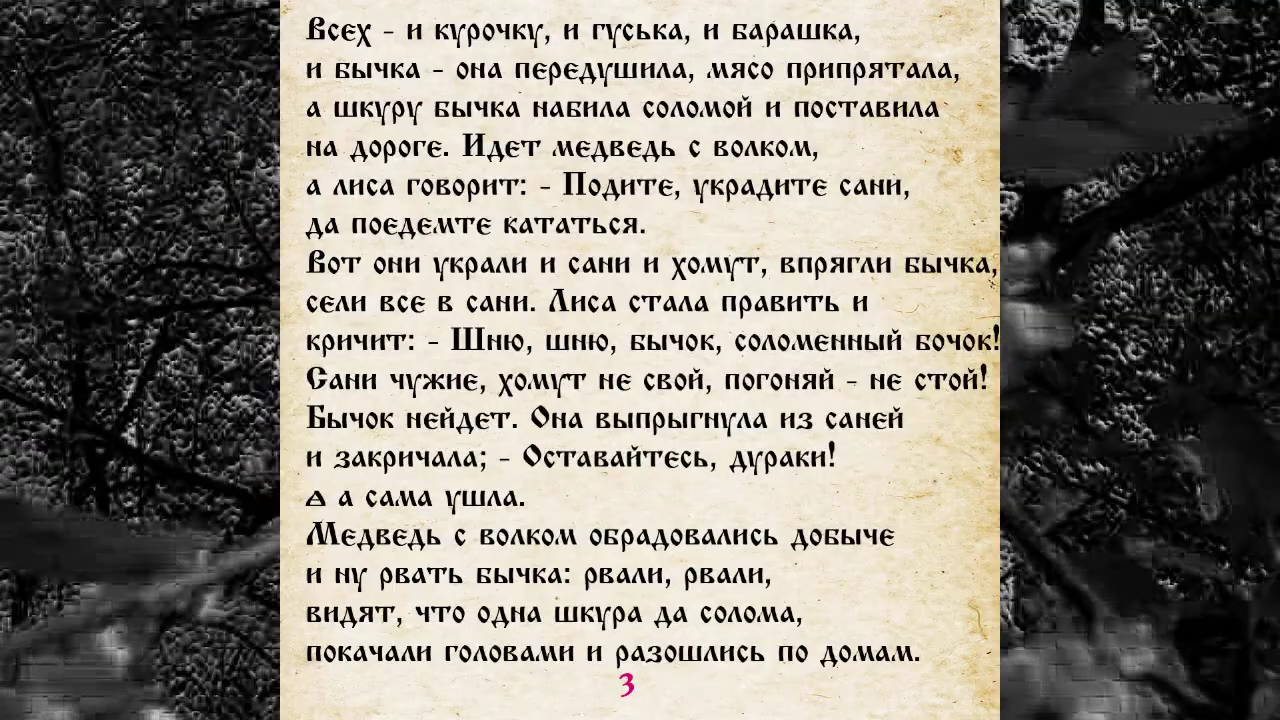 Всех - и курочку, и гуська, и барашка,
и бычка - она передушила, мясо припрятала,
а шкуру бычка набила соломой и поставила
на дороге. Идет медведь с волком,
а лиса говорит: - Подите, украдите сани,
да поедемте кататься.
Вот они украли и сани и хомут, впрягли бычка,
сели все в сани. Лиса стала править и
кричит: - Шню, шню, бычок, соломенный бочок!
Сани чужие, хомут не свой, погоняй - не стой!
Бычок нейдет. Она выпрыгнула из саней
и закричала; - Оставайтесь, дураки!
а сама ушла.
Медведь с волком обрадовались добыче
и ну рвать бычка: рвали, рвали,
видят, что одна шкура да солома,
покачали головами и разошлись по домам.
3